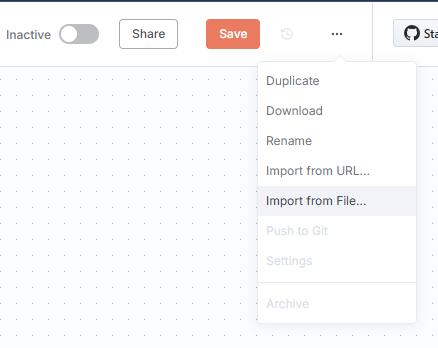 Inactive
Share
Save
Sta
Duplicate
Download
Rename
Import from URL...
Import from File...
Push to Git
Settings
Archive